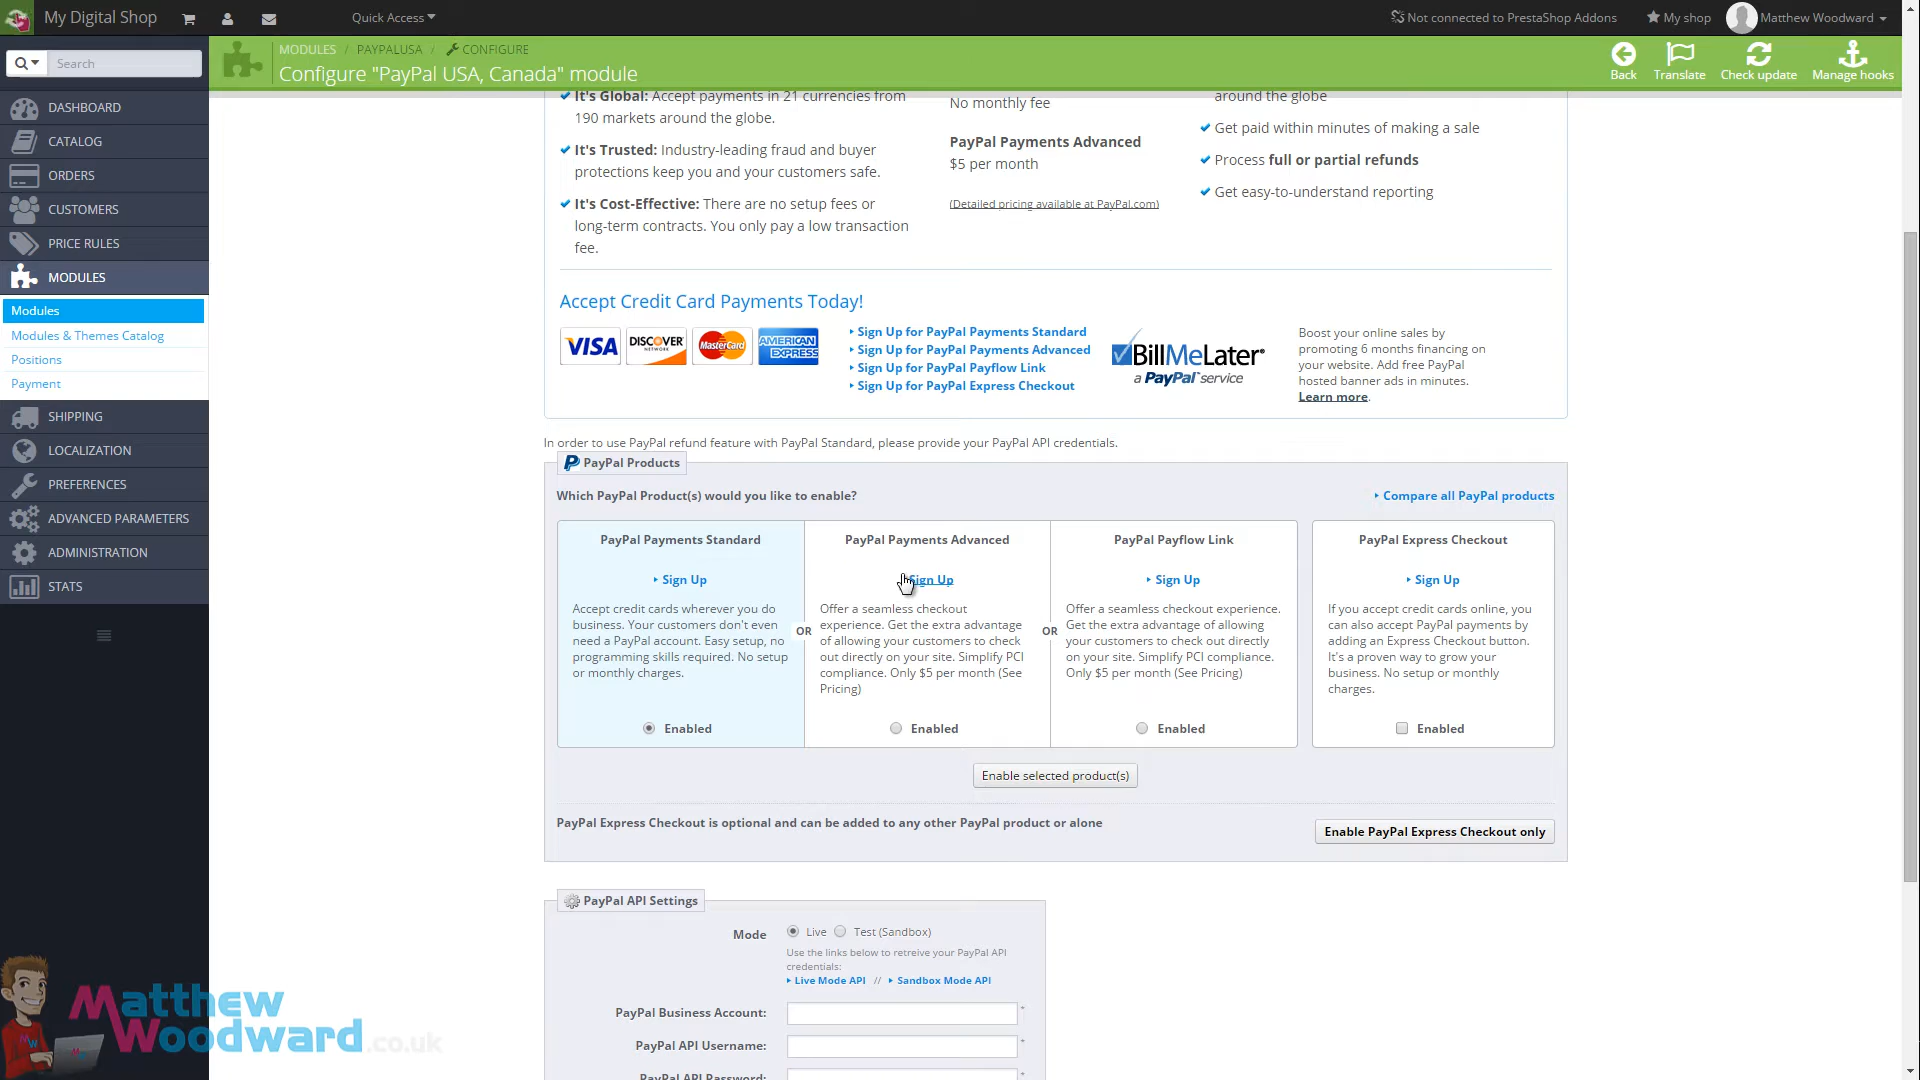 My Digital Shop
Quick Access
Not connected to PrestaShop Addons
My shop
Matthew Woodward
Search
MODULES / PAYPALUSA / CONFIGURE
Configure "PayPal USA, Canada" module
Back
Translate
Check update
Manage hooks
DASHBOARD
CATALOG
ORDERS
CUSTOMERS
PRICE RULES
MODULES
Modules
Modules & Themes Catalog
Positions
Payment
SHIPPING
LOCALIZATION
PREFERENCES
ADVANCED PARAMETERS
ADMINISTRATION
STATS
It's Global: Accept payments in 21 currencies from
190 markets around the globe.
It's Trusted: Industry-leading fraud and buyer
protections keep you and your customers safe.
It's Cost-Effective: There are no setup fees or
long-term contracts. You only pay a low transaction
fee.
No monthly fee
PayPal Payments Advanced
$5 per month
(Detailed pricing available at PayPal.com)
around the globe
Get paid within minutes of making a sale
Process full or partial refunds
Get easy-to-understand reporting
Accept Credit Card Payments Today!
VISA
DISCOVER
NETWORK
MasterCard
AMERICAN
EXPRESS
Sign Up for PayPal Payments Standard
Sign Up for PayPal Payments Advanced
Sign Up for PayPal Payflow Link
Sign Up for PayPal Express Checkout
BillMeLater
a PayPal service
Boost your online sales by
promoting 6 months financing on
your website. Add free PayPal
hosted banner ads in minutes.
Learn more.
In order to use PayPal refund feature with PayPal Standard, please provide your PayPal API credentials.
PayPal Products
Which PayPal Product(s) would you like to enable?
Compare all PayPal products
PayPal Payments Standard
Sign Up
Accept credit cards wherever you do
business. Your customers don't even
need a PayPal account. Easy setup, no
programming skills required. No setup
or monthly charges.
Enabled
OR
PayPal Payments Advanced
Sign Up
Offer a seamless checkout
experience. Get the extra advantage
of allowing your customers to check
out directly on your site. Simplify PCI
compliance. Only $5 per month (See
Pricing)
Enabled
OR
PayPal Payflow Link
Sign Up
Offer a seamless checkout experience.
Get the extra advantage of allowing
your customers to check out directly
on your site. Simplify PCI compliance.
Only $5 per month (See Pricing)
Enabled
PayPal Express Checkout
Sign Up
If you accept credit cards online, you
can also accept PayPal payments by
adding an Express Checkout button.
It's a proven way to grow your
business. No setup or monthly
charges.
Enabled
Enable selected product(s)
PayPal Express Checkout is optional and can be added to any other PayPal product or alone
Enable PayPal Express Checkout only
PayPal API Settings
Mode
Live
Test (Sandbox)
Use the links below to retreive your PayPal API
credentials:
Live Mode API // Sandbox Mode API
PayPal Business Account:
*
PayPal API Username:
*
PayPal API Password:
*
Matthew
Woodward.co.uk